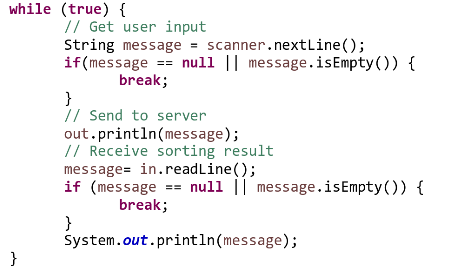 while (true) {
// Get user input
String message = scanner.nextLine();
if(message == null || message.isEmpty()) {
break;
}
// Send to server
out.println(message);
// Receive sorting result
message= in.readLine();
if (message == null || message.isEmpty()) {
break;
}
System.out.println(message);
}